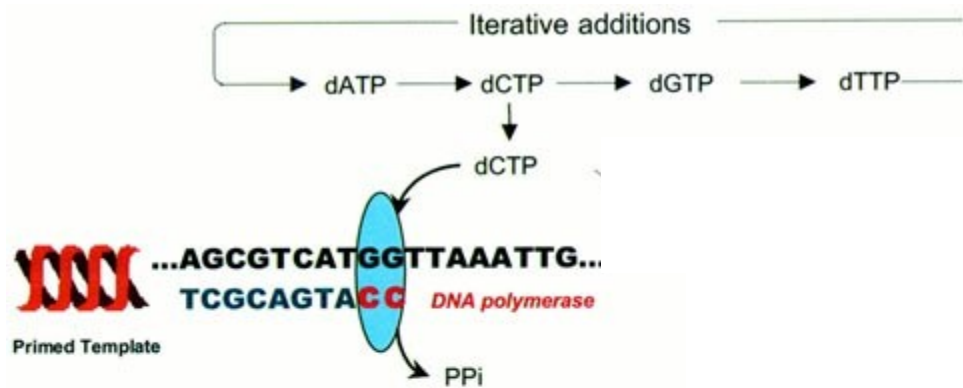 Iterative additions
dATP dCTP dGTP dTTP
dCTP
...AGCGTCATGGTTAAATTG...
TCGCAGTACC DNA polymerase
Primed Template
PPi